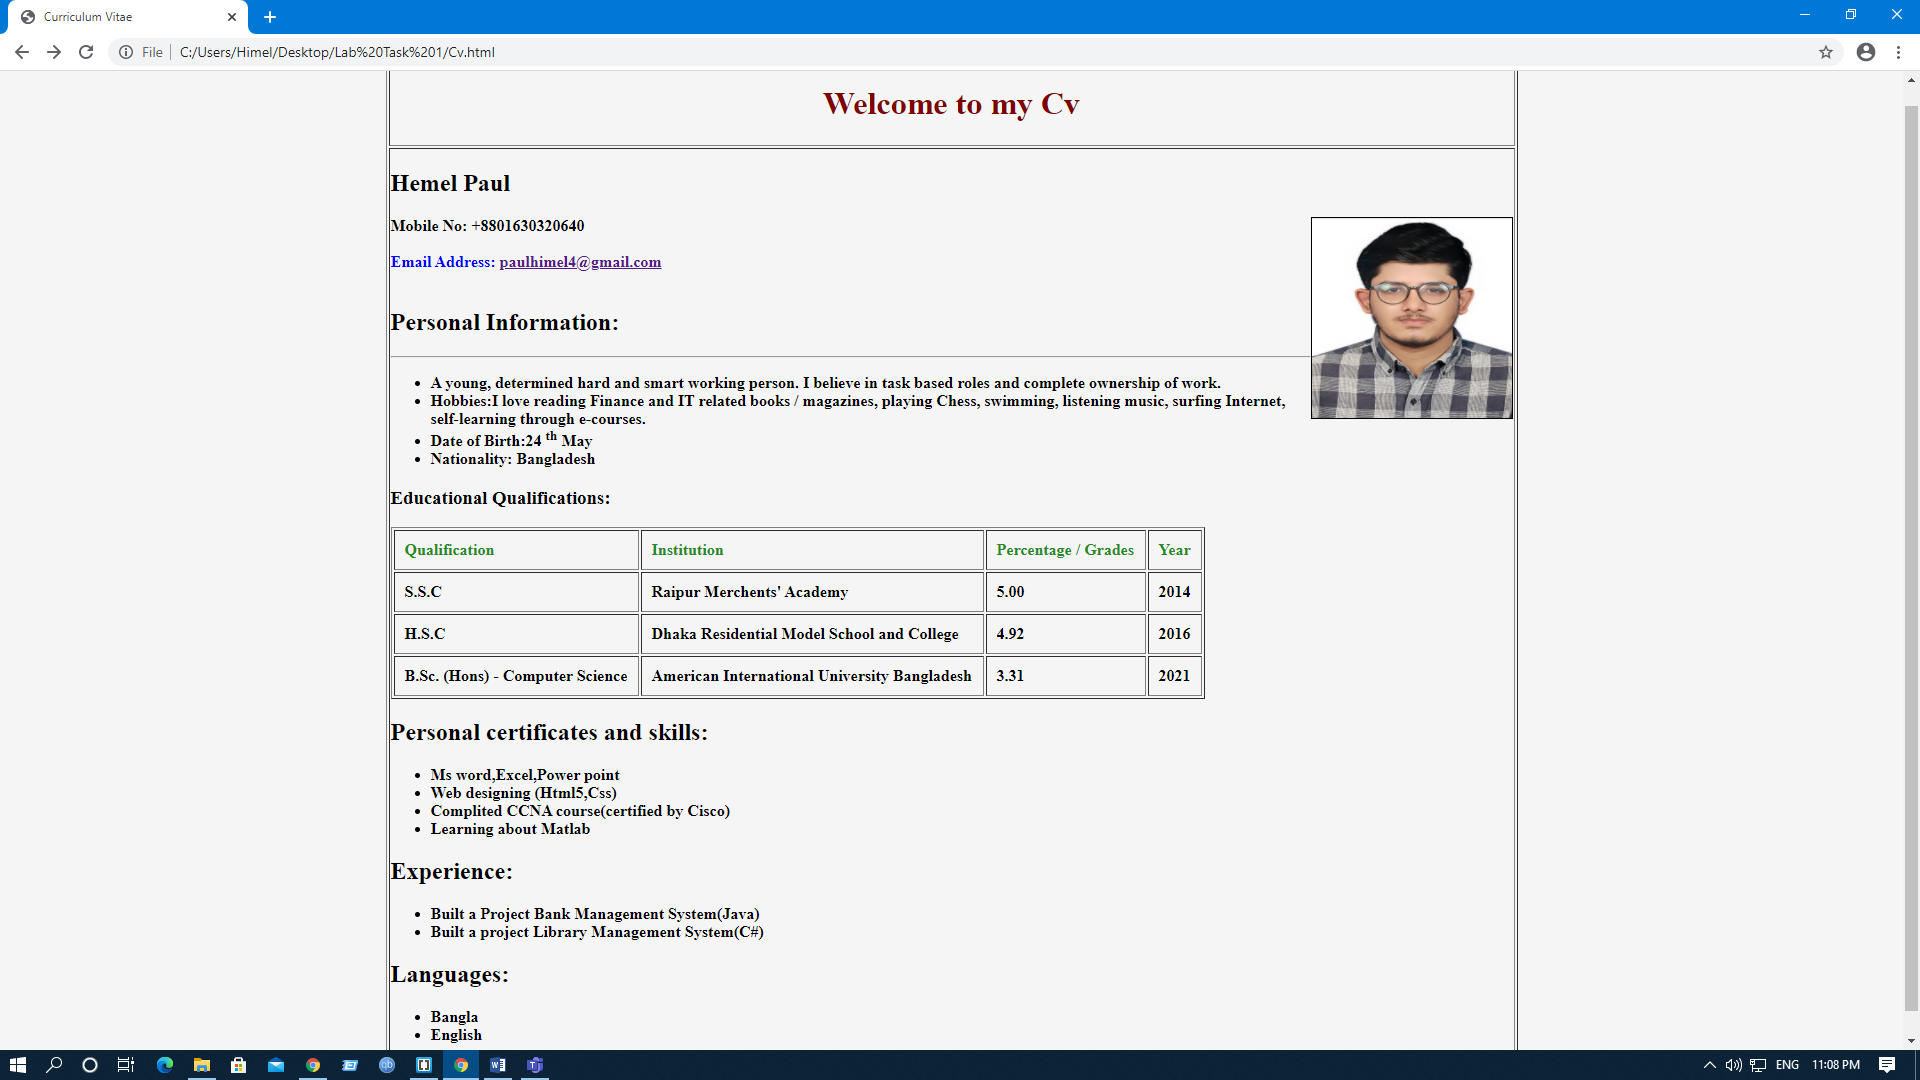 Curriculum Vitae
File
C:/Users/Himel/Desktop/Lab%20Task%201/Cv.html
Welcome to my Cv
Hemel Paul
Mobile No: +8801630320640
Email Address: paulhimel4@gmail.com
Personal Information:
A young, determined hard and smart working person. I believe in task based roles and complete ownership of work.
Hobbies:I love reading Finance and IT related books / magazines, playing Chess, swimming, listening music, surfing Internet,
self-learning through e-courses.
Date of Birth:24 th May
Nationality: Bangladesh
Educational Qualifications:
Qualification Institution Percentage / Grades Year
S.S.C Raipur Merchents' Academy 5.00 2014
H.S.C Dhaka Residential Model School and College 4.92 2016
B.Sc. (Hons) - Computer Science American International University Bangladesh 3.31 2021
Personal certificates and skills:
Ms word,Excel,Power point
Web designing (Html5,Css)
Complited CCNA course(certified by Cisco)
Learning about Matlab
Experience:
Built a Project Bank Management System(Java)
Built a project Library Management System(C#)
Languages:
Bangla
English
ENG 11:08 PM